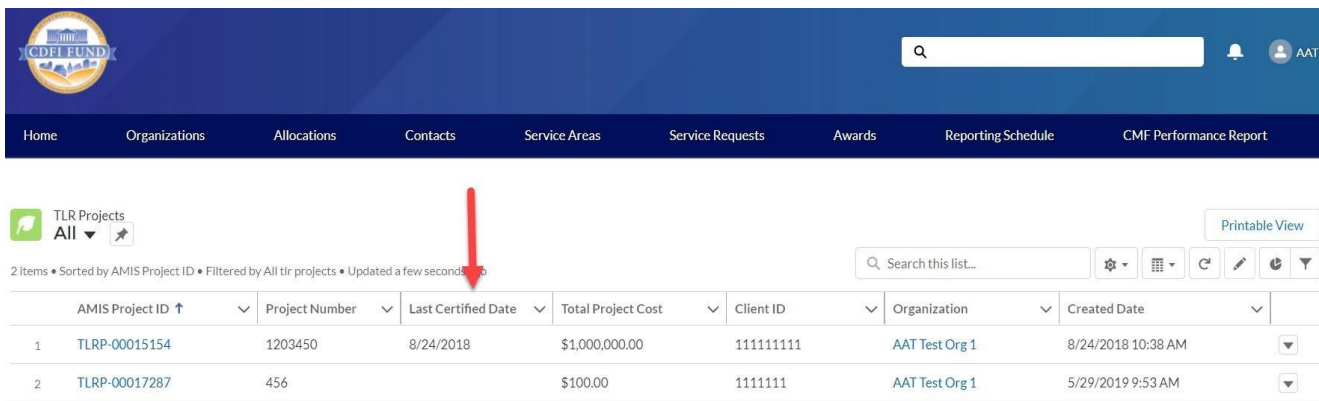 CDFI FUND
AAT
Home Organizations Allocations Contacts Service Areas Service Requests Awards Reporting Schedule CMF Performance Report
TLR Projects
All
Printable View
2 items • Sorted by AMIS Project ID • Filtered by All tlr projects • Updated a few seconds
Search this list...
AMIS Project ID Project Number Last Certified Date Total Project Cost Client ID Organization Created Date
1 TLRP-00015154 1203450 8/24/2018 $1,000,000.00 111111111 AAT Test Org 1 8/24/2018 10:38 AM
2 TLRP-00017287 456 $100.00 1111111 AAT Test Org 1 5/29/2019 9:53 AM